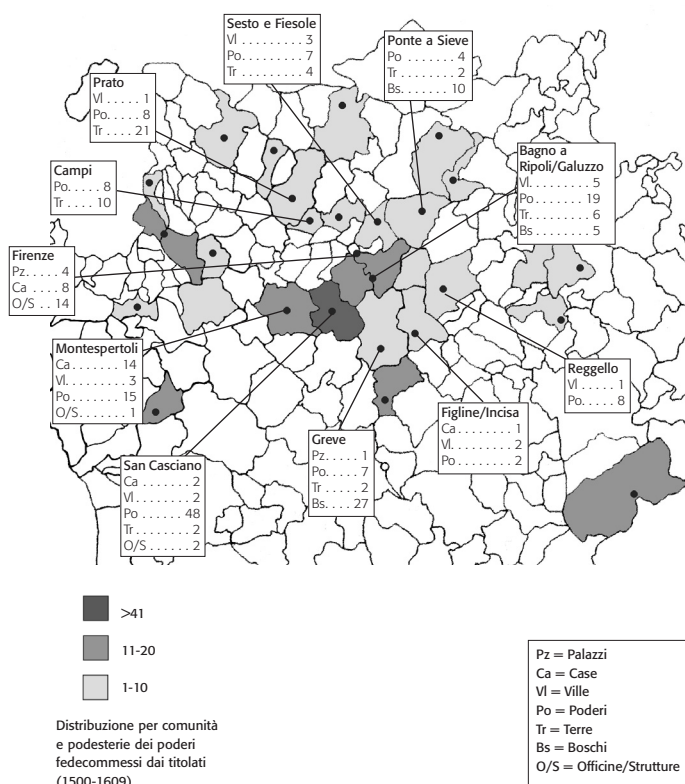 Sesto e Fiesole
Vl . . . . . . . . 3
Po . . . . . . . 7
Tr . . . . . . . . 4
Ponte a Sieve
Po . . . . . . 4
Tr . . . . . . . 2
Bs. . . . . . 10
Prato
Vl . . . . 1
Po. . . . 8
Tr . . . . 21
Bagno a
Ripoli/Galuzzo
Vl. . . . . . . 5
Po . . . . . 19
Tr . . . . . . . 6
Bs . . . . . . . 5
Campi
Po. . . . . 8
Tr . . . . 10
Firenze
Pz. . . . . 4
Ca . . . . 8
O/S . . 14
Montespertoli
Ca . . . . . . 14
Vl. . . . . . . . 3
Po . . . . . . 15
O/S . . . . . . 1
Reggello
Vl . . . . . 1
Po . . . . 8
Figline/Incisa
Ca . . . . . . 1
Vl. . . . . . . 2
Po . . . . . . 2
Greve
Pz. . . . . 1
Po. . . . . 7
Tr . . . . . 2
Bs. . . . 27
San Casciano
Ca . . . . . . 2
Vl. . . . . . . 2
Po . . . . . 48
Tr . . . . . . . 2
O/S . . . . . 2
>41
11-20
1-10
Distribuzione per comunità
e podesterie dei poderi
fedecommessi dai titolati
(1500-1609)
Pz = Palazzi
Ca = Case
Vl = Ville
Po = Poderi
Tr = Terre
Bs = Boschi
O/S = Officine/Strutture